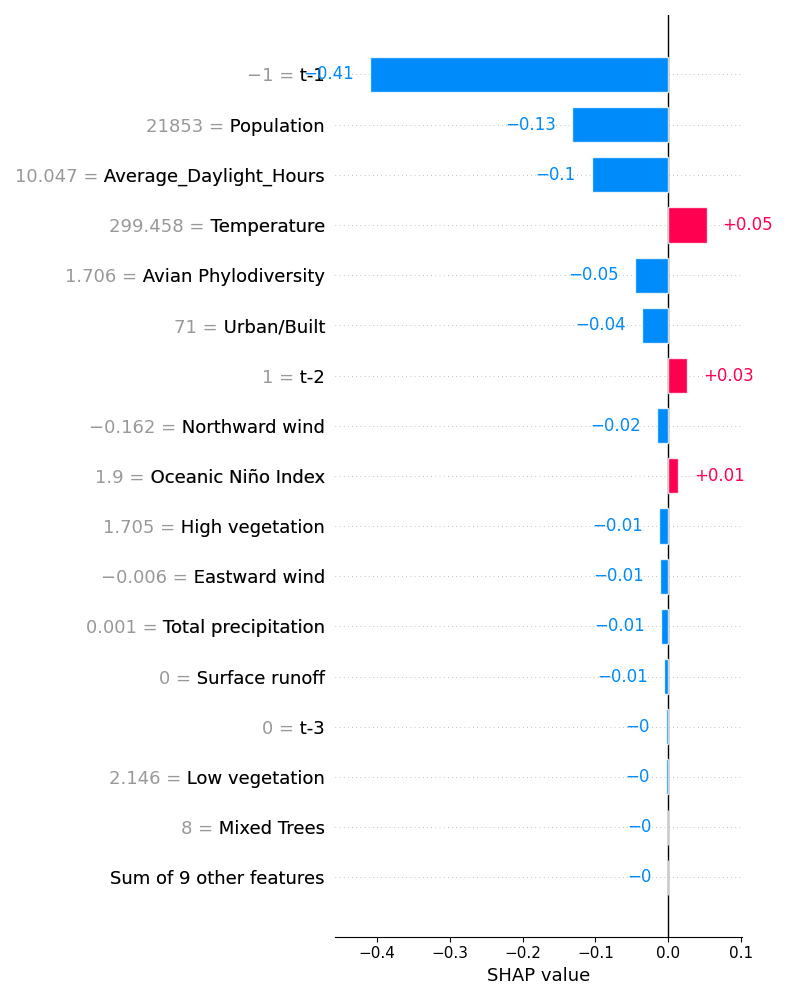 −1 = t-1 −0.41
21853 = Population −0.13
10.047 = Average_Daylight_Hours −0.1
299.458 = Temperature +0.05
1.706 = Avian Phylodiversity −0.05
71 = Urban/Built −0.04
1 = t-2 +0.03
−0.162 = Northward wind −0.02
1.9 = Oceanic Niño Index +0.01
1.705 = High vegetation −0.01
−0.006 = Eastward wind −0.01
0.001 = Total precipitation −0.01
0 = Surface runoff −0.01
0 = t-3 −0
2.146 = Low vegetation −0
8 = Mixed Trees −0
Sum of 9 other features −0
−0.4 −0.3 −0.2 −0.1 0.0 0.1
SHAP value